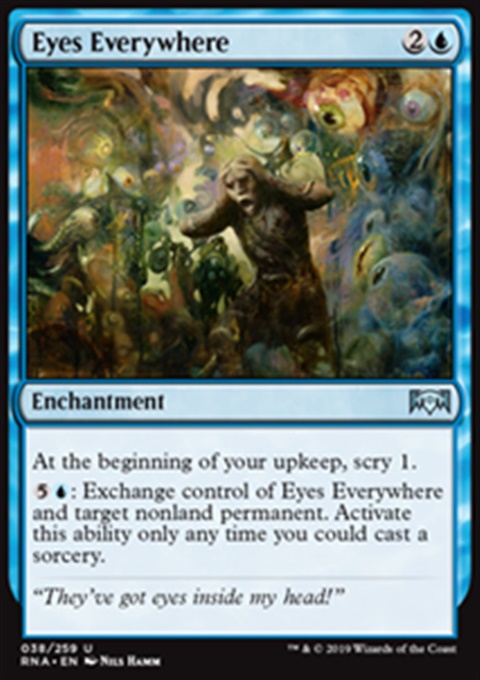 Eyes Everywhere 2
Enchantment
At the beginning of your upkeep, scry 1.
5 : Exchange control of Eyes Everywhere
and target nonland permanent. Activate
this ability only any time you could cast a
sorcery.
“They’ve got eyes inside my head!”
038/259 U
™ & © 2019 Wizards of the Coast
RNA • EN Nils Hamm